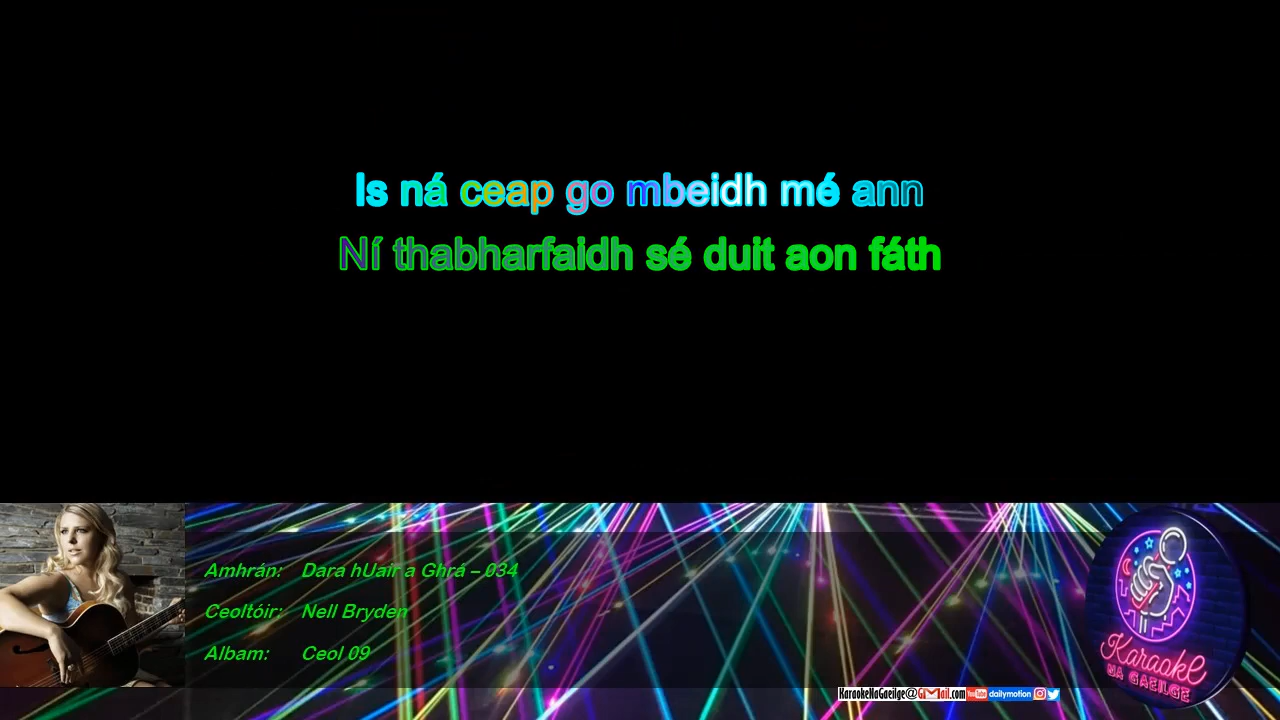 Is ná ceap go mbeidh mé ann
Ní thabharfaidh sé duit aon fáth
Amhrán: Dara hUair a Ghrá – 034
Ceoltóir: Nell Bryden
Albam: Ceol 09
Karaoke
NA GAEILGE
KaraokeNaGaeilge@GMail.com YouTube dailymotion